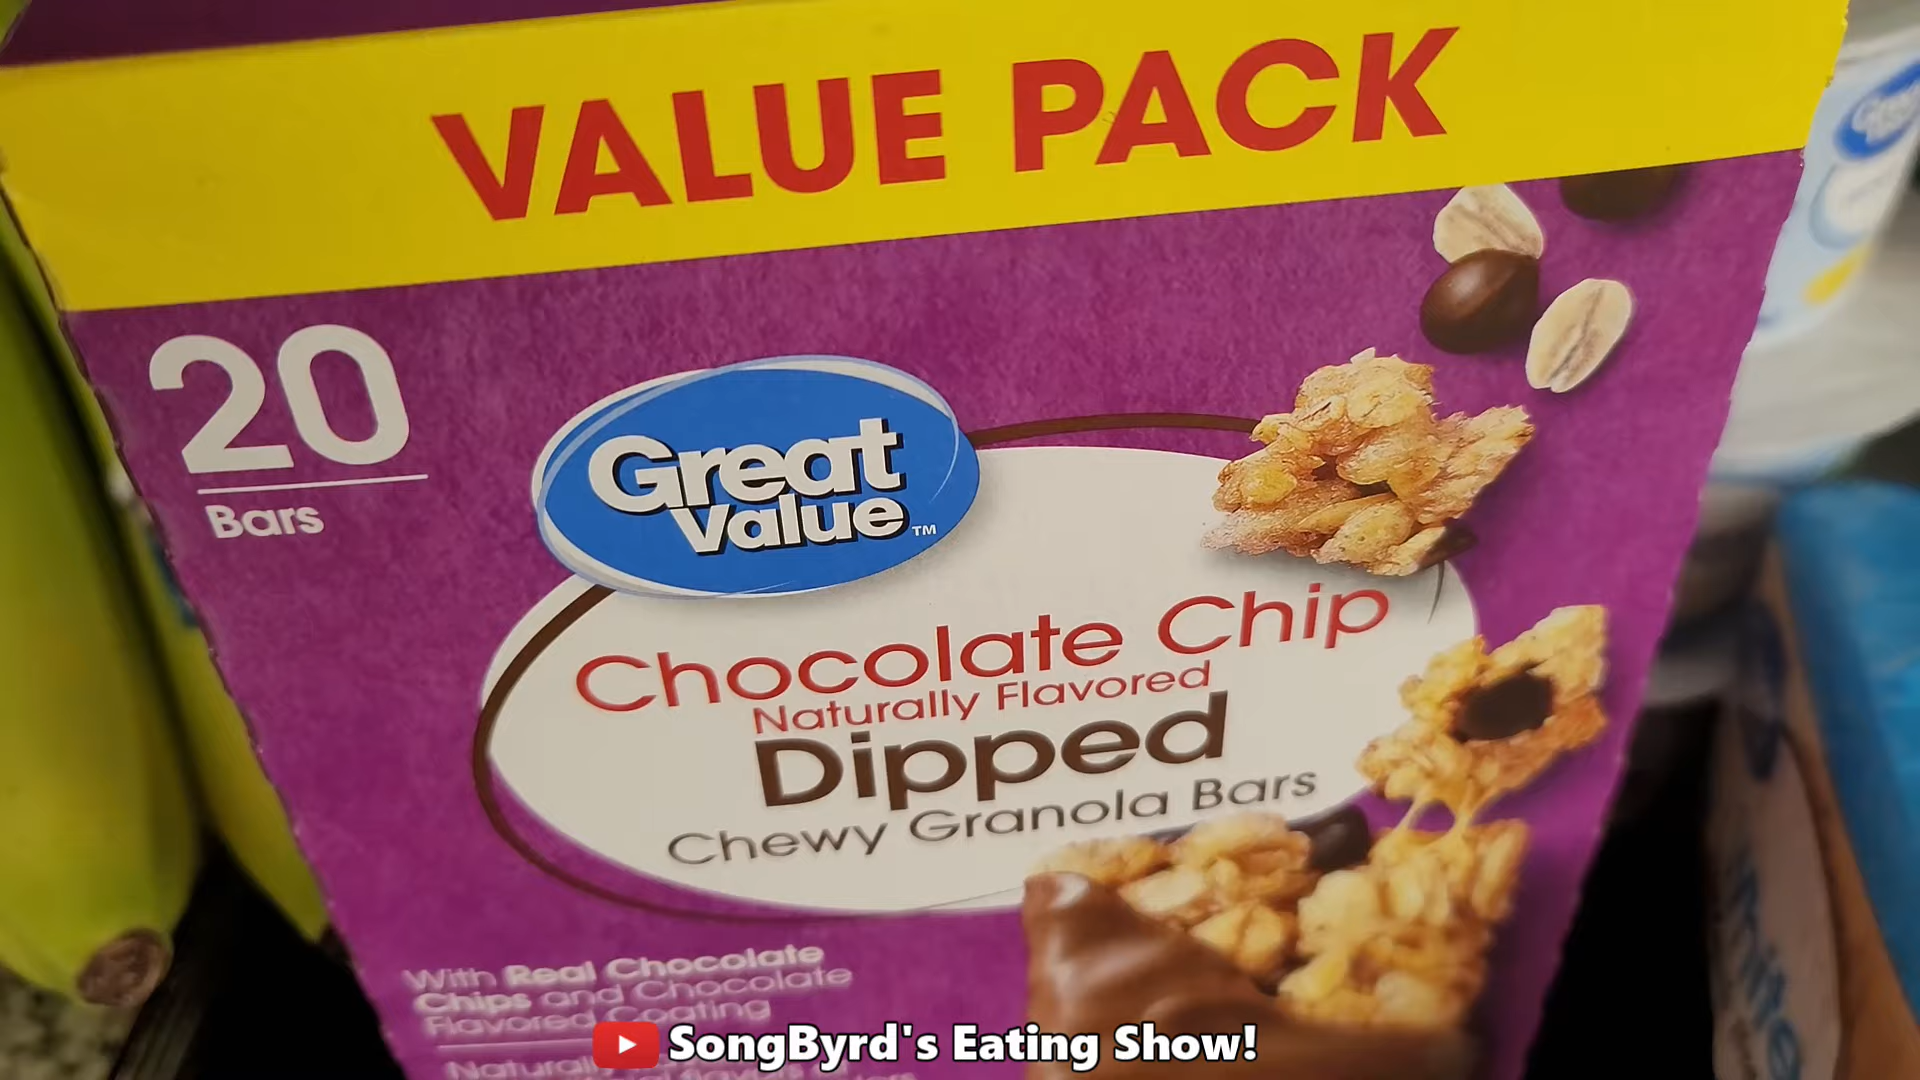 VALUE PACK
20
Bars
Great
Value™
Chocolate Chip
Naturally Flavored
Dipped
Chewy Granola Bars
With Real Chocolate
Chips and Chocolate
Flavored Coating
SongByrd's Eating Show!